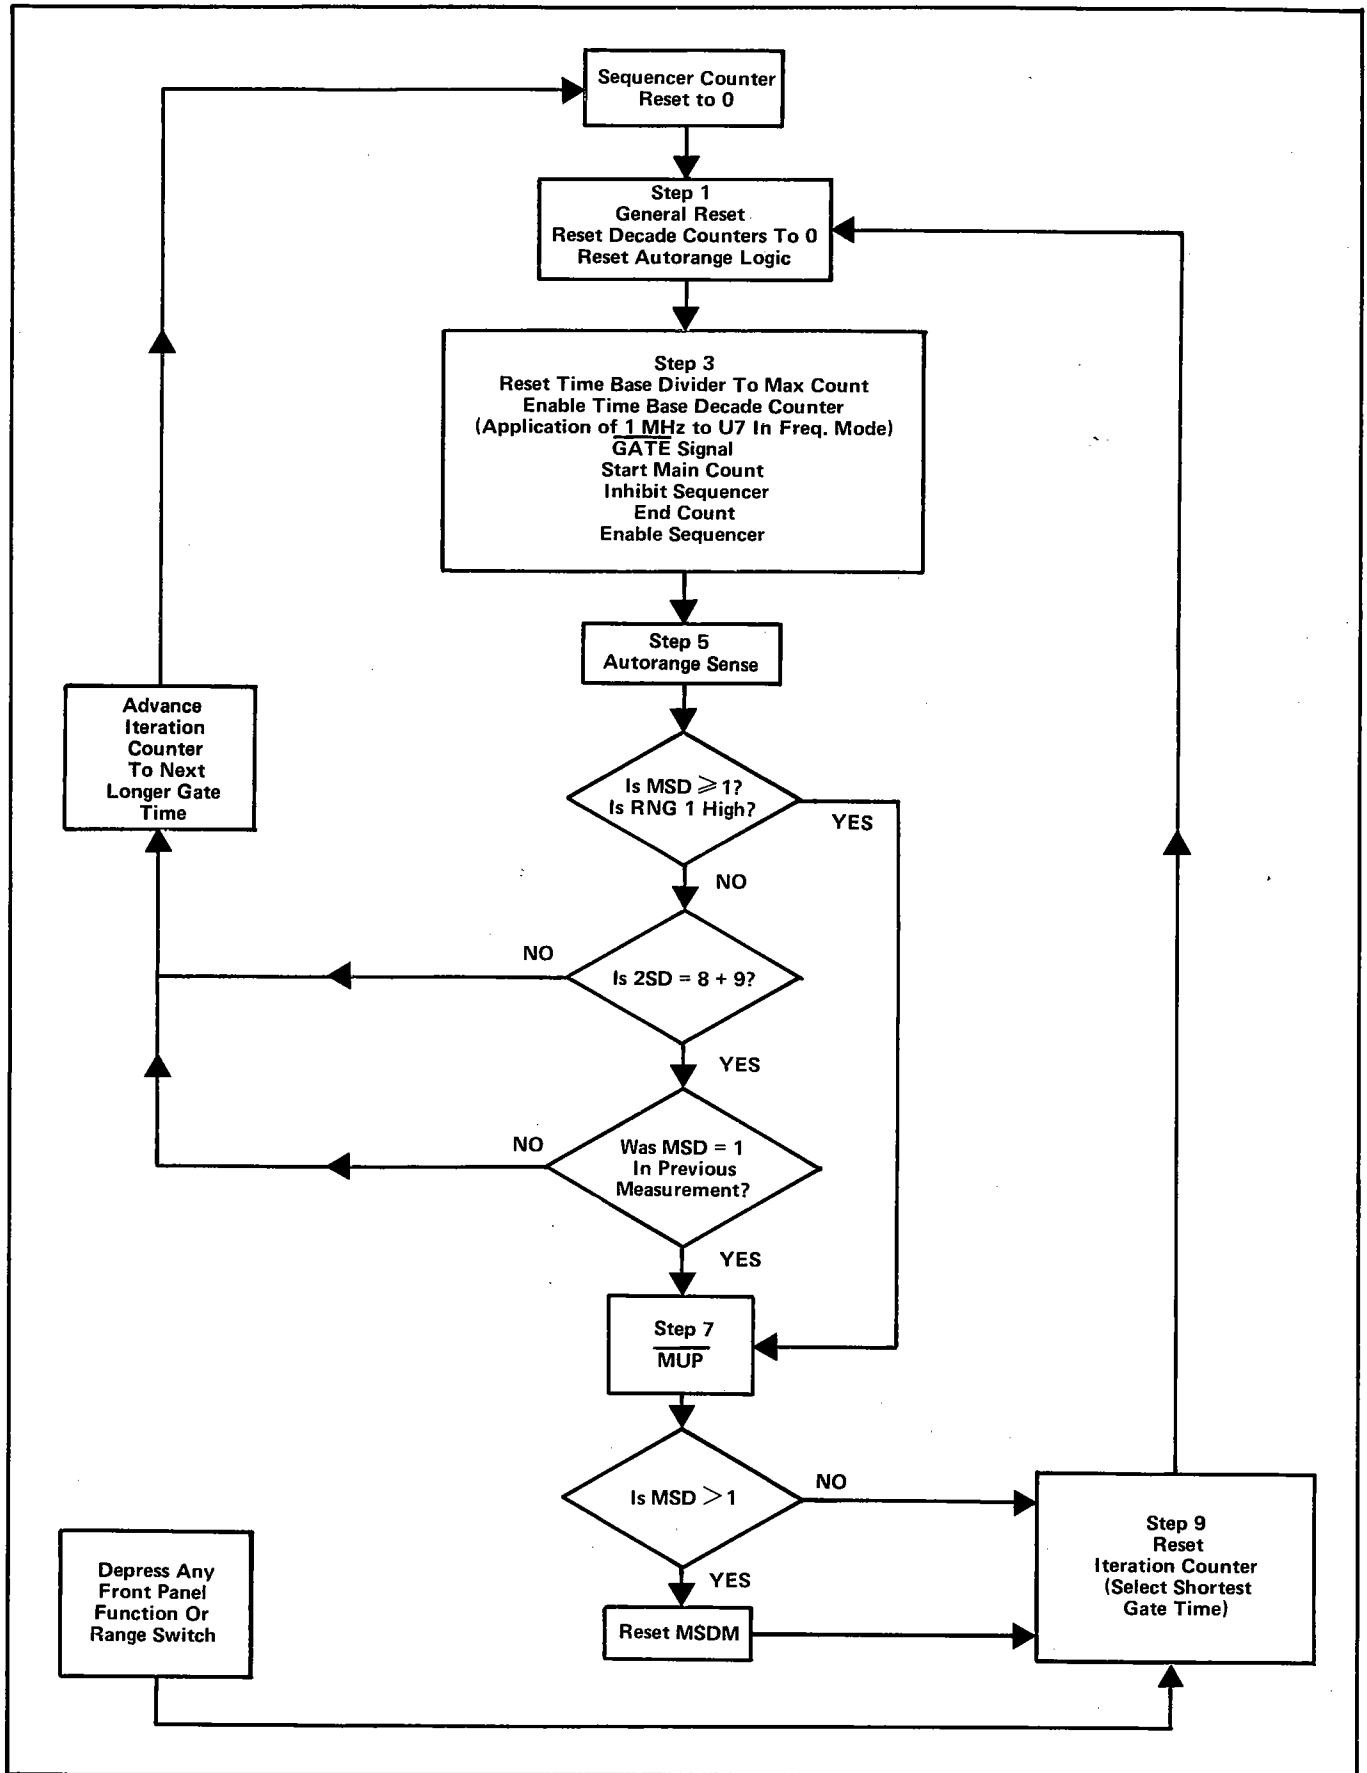 Sequencer Counter
Reset to 0
Step 1
General Reset
Reset Decade Counters To 0
Reset Autorange Logic
Step 3
Reset Time Base Divider To Max Count
Enable Time Base Decade Counter
(Application of 1 MHz to U7 In Freq. Mode)
GATE Signal
Start Main Count
Inhibit Sequencer
End Count
Enable Sequencer
Step 5
Autorange Sense
Advance
Iteration
Counter
To Next
Longer Gate
Time
Is MSD ⩾ 1?
Is RNG 1 High?
YES
NO
NO
Is 2SD = 8 + 9?
YES
NO
Was MSD = 1
In Previous
Measurement?
YES
Step 7
MUP
Is MSD > 1
NO
YES
Reset MSDM
Step 9
Reset
Iteration Counter
(Select Shortest
Gate Time)
Depress Any
Front Panel
Function Or
Range Switch